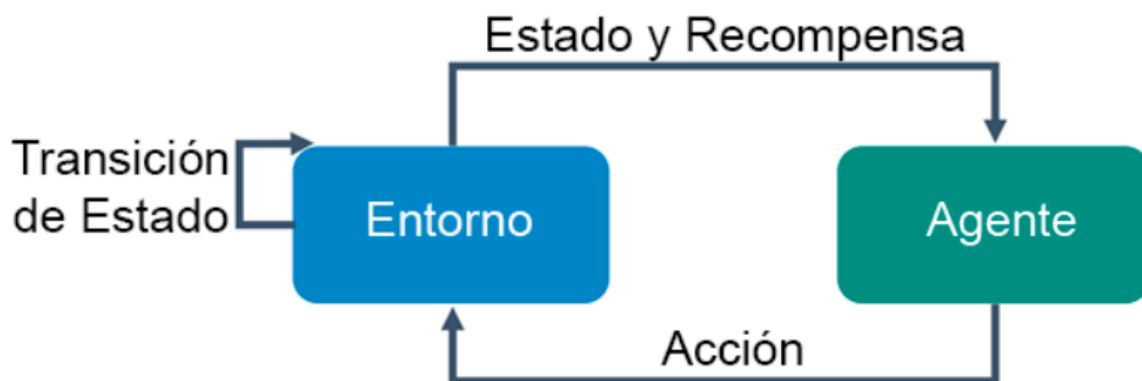 Estado y Recompensa
Transición
de Estado
Entorno
Agente
Acción